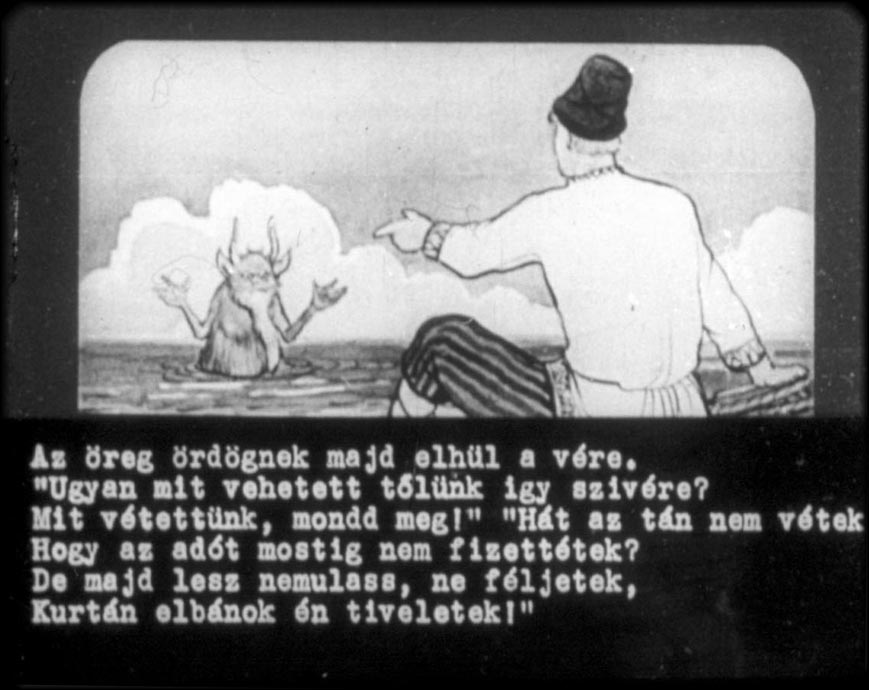 Az öreg ördögnek majd elhül a vére.
"Ugyan mit vehetett tőlünk igy szivére?
Mit vétettünk, mondd meg!" "Hát az tán nem vétek
Hogy az adót mostig nem fizettétek?
De majd lesz nemulass, ne féljetek,
Kurtán elbánok én tiveletek!"